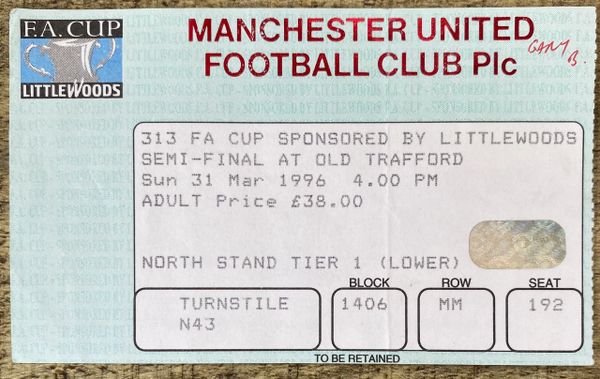 F.A. CUP
LITTLEWOODS
MANCHESTER UNITED
FOOTBALL CLUB Plc
GARY
B.
313 FA CUP SPONSORED BY LITTLEWOODS
SEMI-FINAL AT OLD TRAFFORD
Sun 31 Mar 1996 4.00 PM
ADULT Price £38.00
NORTH STAND TIER 1 (LOWER)
BLOCK ROW SEAT
TURNSTILE 1406 MM 192
N43
TO BE RETAINED